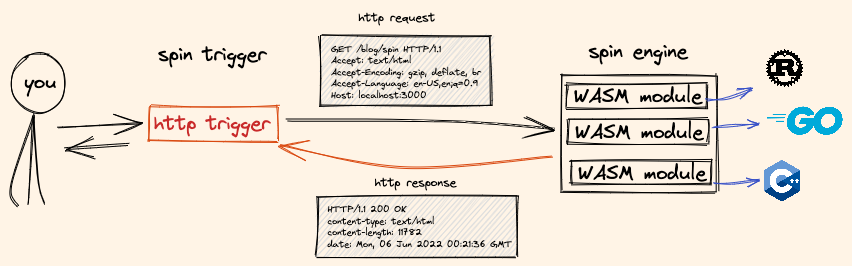 http request
spin trigger
spin engine
GET /blog/spin HTTP/1.1
Accept: text/html
Accept-Encoding: gzip, deflate, br
Accept-Language: en-US,en;q=0.9
Host: localhost:3000
you
http trigger
WASM module
WASM module
WASM module
R
GO
C++
http response
HTTP/1.1 200 OK
content-type: text/html
content-length: 11782
date: Mon, 06 Jun 2022 00:21:36 GMT